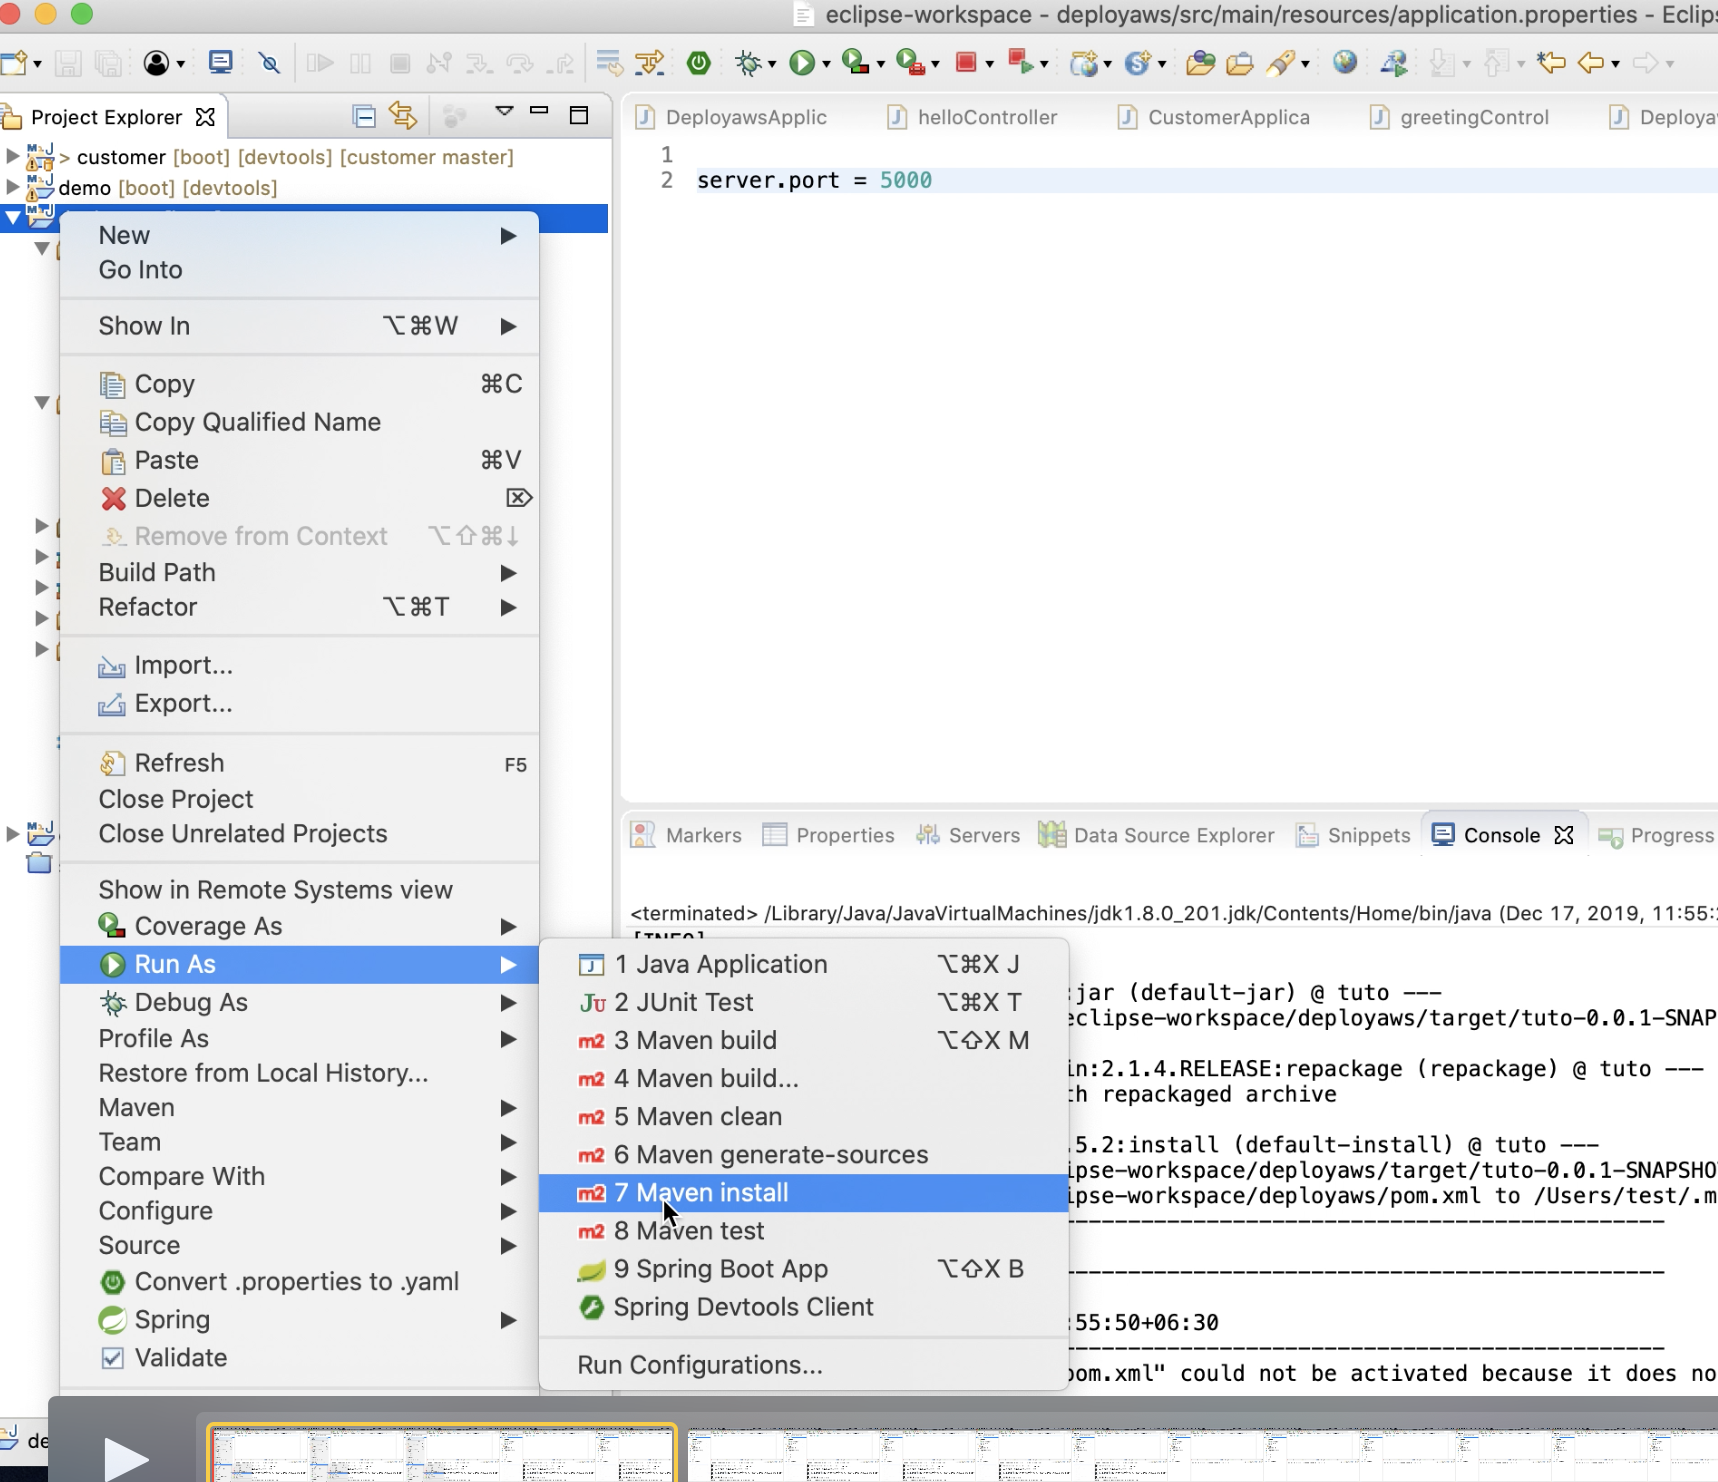 eclipse-workspace - deployaws/src/main/resources/application.properties - Eclips
Project Explorer
DeployawsApplic
helloController
CustomerApplica
greetingControl
Deployaw
> customer [boot] [devtools] [customer master]
demo [boot] [devtools]
1
2 server.port = 5000
New
Go Into
Show In ⌥⌘W
Copy ⌘C
Copy Qualified Name
Paste ⌘V
Delete ⌦
Remove from Context ⌥⇧⌘↓
Build Path
Refactor ⌥⌘T
Import...
Export...
Refresh F5
Close Project
Close Unrelated Projects
Show in Remote Systems view
Coverage As
Run As
Debug As
Profile As
Restore from Local History...
Maven
Team
Compare With
Configure
Source
Convert .properties to .yaml
Spring
Validate
1 Java Application ⌥⌘X J
2 JUnit Test ⌥⌘X T
3 Maven build ⌥⇧X M
4 Maven build...
5 Maven clean
6 Maven generate-sources
7 Maven install
8 Maven test
9 Spring Boot App ⌥⇧X B
Spring Devtools Client
Run Configurations...
Markers
Properties
Servers
Data Source Explorer
Snippets
Console
Progress
<terminated> /Library/Java/JavaVirtualMachines/jdk1.8.0_201.jdk/Contents/Home/bin/java (Dec 17, 2019, 11:55:
[INFO]
:jar (default-jar) @ tuto ---
eclipse-workspace/deployaws/target/tuto-0.0.1-SNAP
in:2.1.4.RELEASE:repackage (repackage) @ tuto ---
th repackaged archive
.5.2:install (default-install) @ tuto ---
ipse-workspace/deployaws/target/tuto-0.0.1-SNAPSHO
ipse-workspace/deployaws/pom.xml to /Users/test/.m
:55:50+06:30
pom.xml" could not be activated because it does no
de